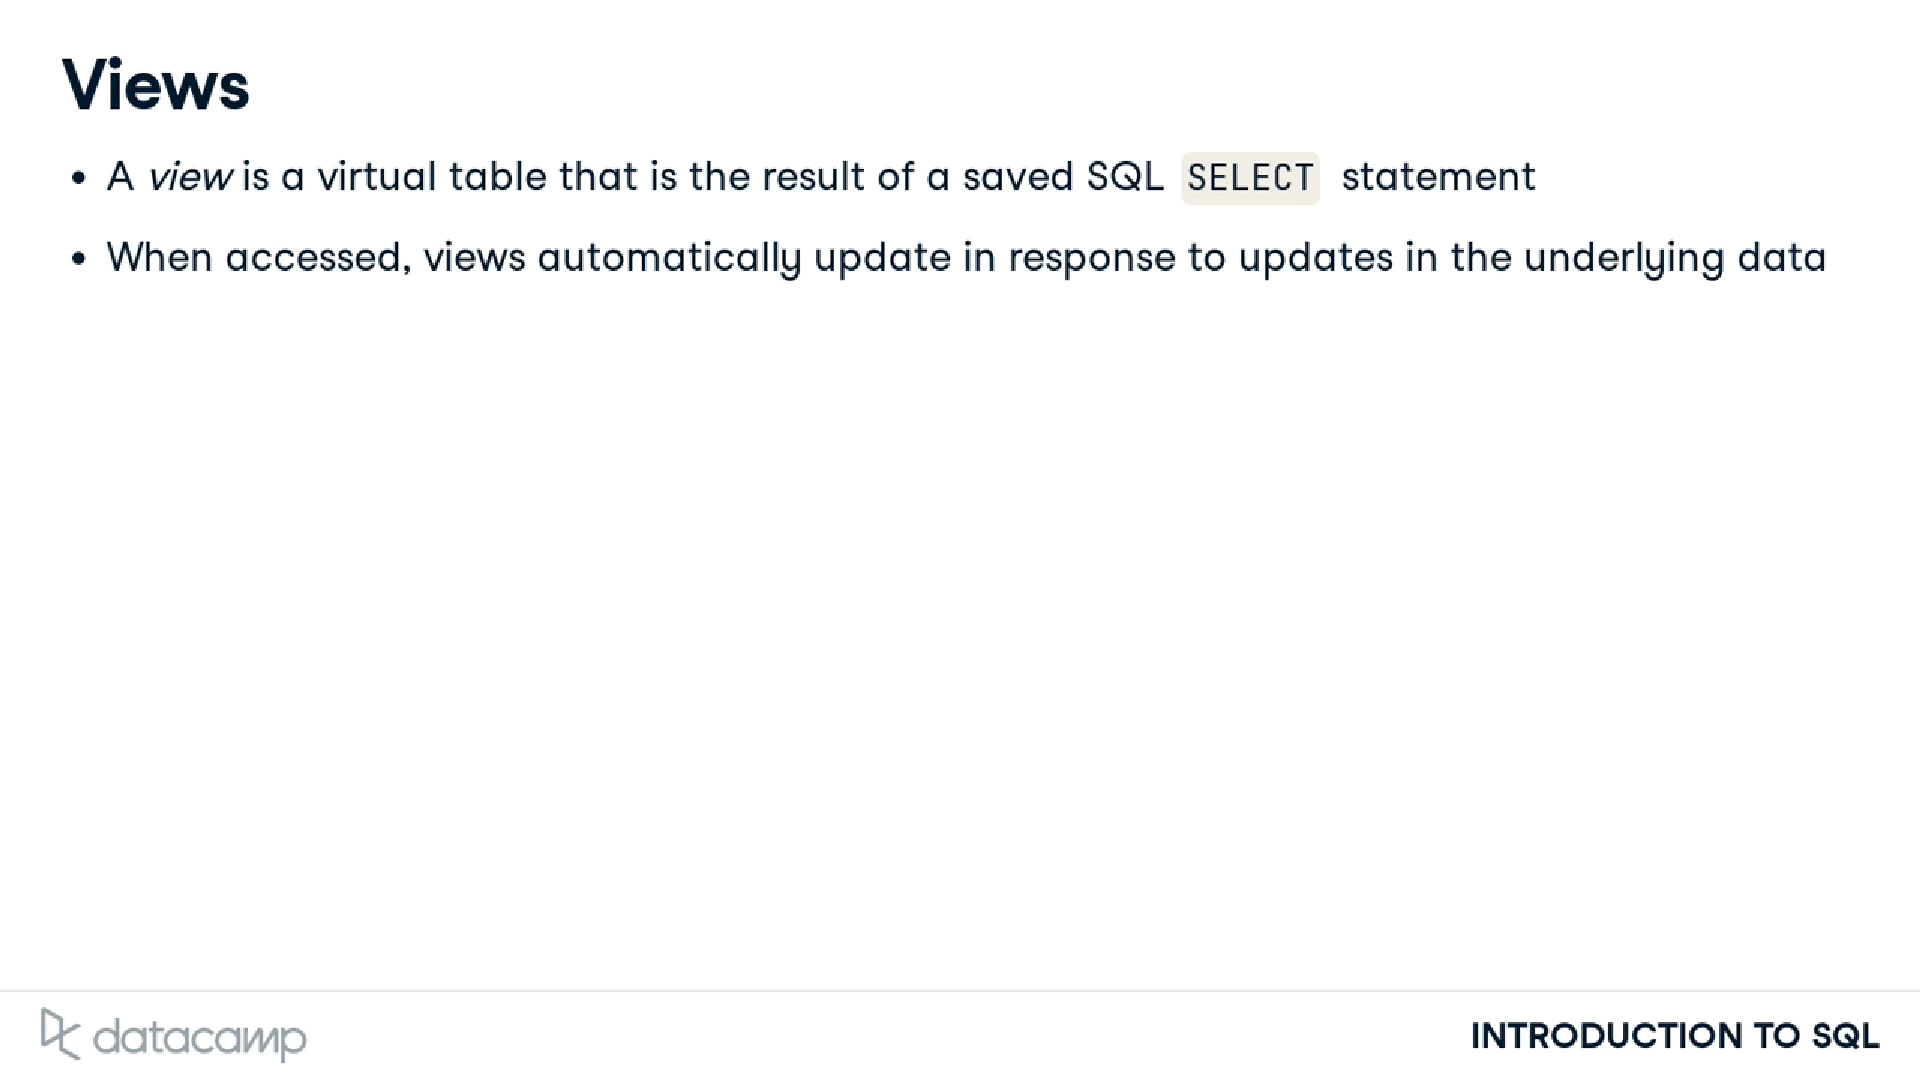 Views
• A view is a virtual table that is the result of a saved SQL SELECT statement
• When accessed, views automatically update in response to updates in the underlying data
datacamp
INTRODUCTION TO SQL